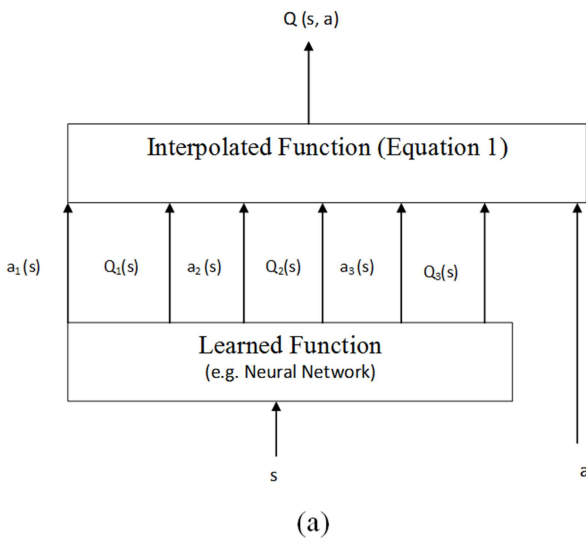 Q (s, a)
Interpolated Function (Equation 1)
a1(s) Q1(s) a2(s) Q2(s) a3(s) Q3(s)
Learned Function
(e.g. Neural Network)
s a
(a)